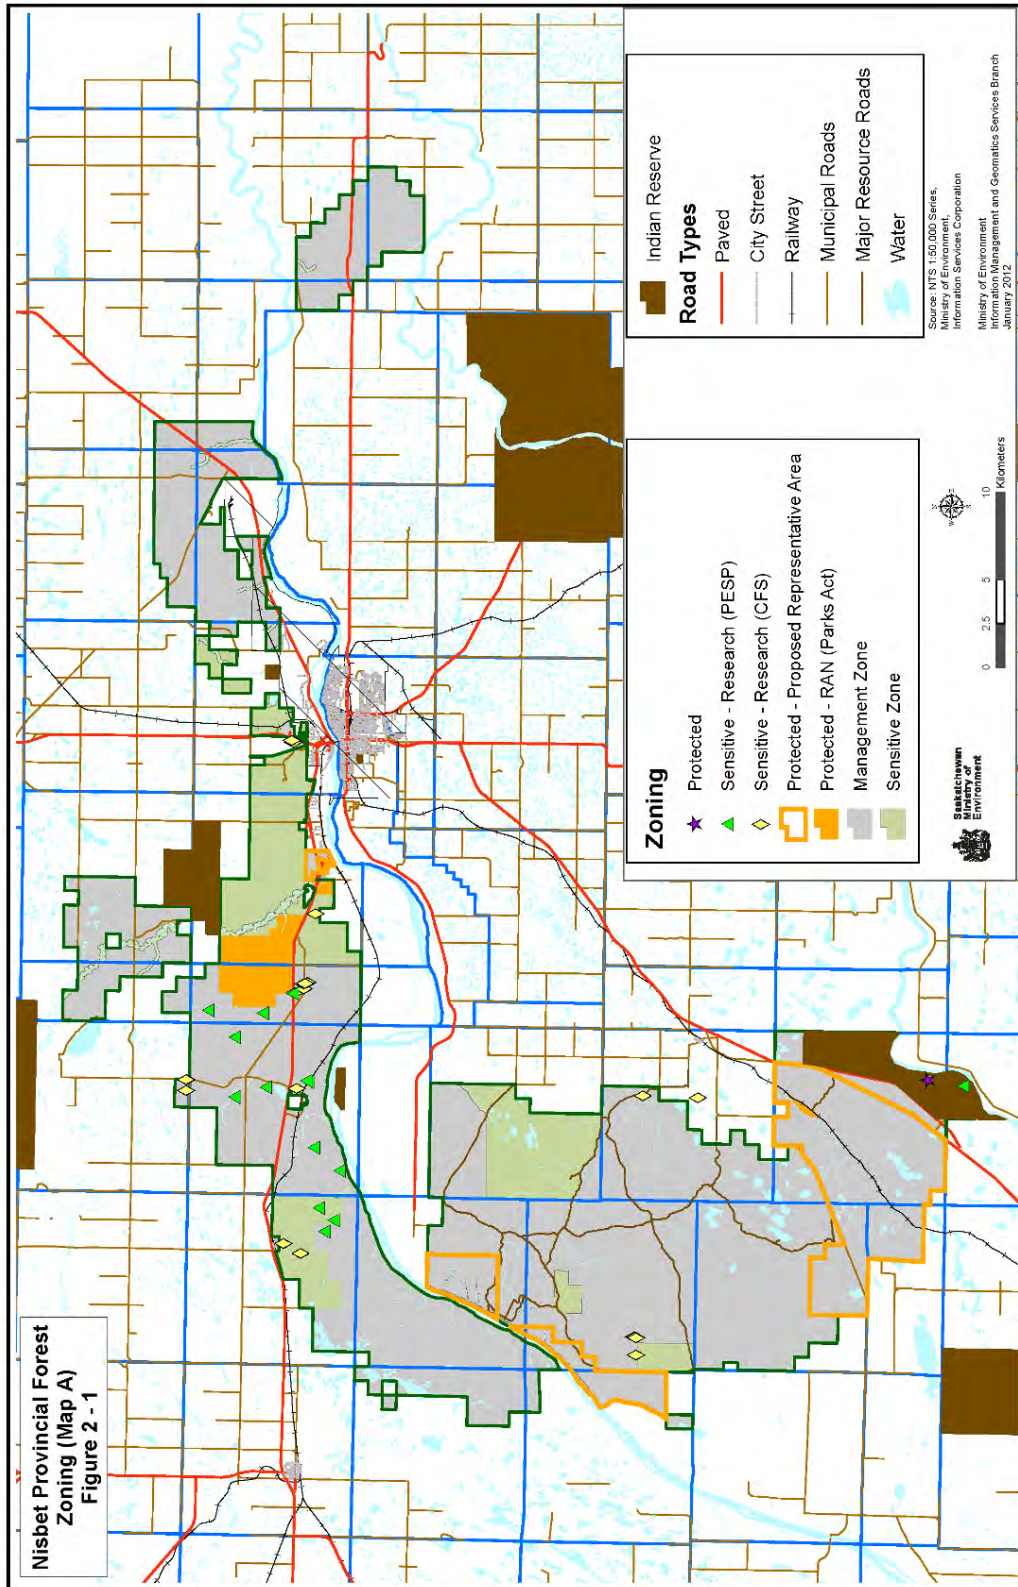 Nisbet Provincial Forest
Zoning (Map A)
Figure 2 - 1
Zoning
Protected
Sensitive - Research (PESP)
Sensitive - Research (CFS)
Protected - Proposed Representative Area
Protected - RAN (Parks Act)
Management Zone
Sensitive Zone
Indian Reserve
Road Types
Paved
City Street
Railway
Municipal Roads
Major Resource Roads
Water
Saskatchewan
Ministry of
Environment
0 2.5 5 10
Kilometers
Source: NTS 1:50,000 Series,
Ministry of Environment,
Information Services Corporation
Ministry of Environment
Information Management and Geomatics Services Branch
January 2012